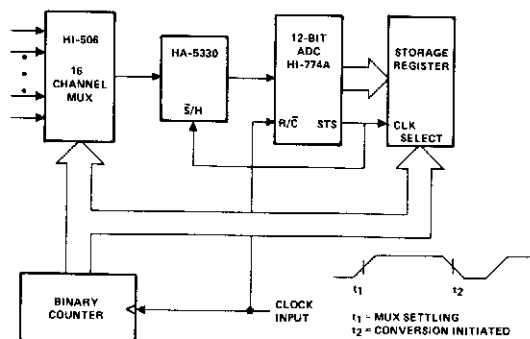 HI-506
16
CHANNEL
MUX
HA-5330
S̅/H
12-BIT
ADC
HI-774A
R/C̅
STS
STORAGE
REGISTER
CLK
SELECT
BINARY
COUNTER
CLOCK
INPUT
t1
t2
t1 = MUX SETTLING
t2 = CONVERSION INITIATED